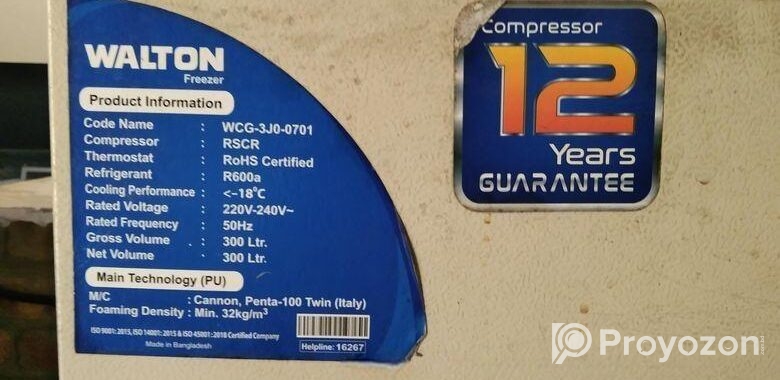 WALTON
Freezer
Product Information
Code Name : WCG-3J0-0701
Compressor : RSCR
Thermostat : RoHS Certified
Refrigerant : R600a
Cooling Performance : <-18°C
Rated Voltage : 220V-240V~
Rated Frequency : 50Hz
Gross Volume : 300 Ltr.
Net Volume : 300 Ltr.
Main Technology (PU)
M/C : Cannon, Penta-100 Twin (Italy)
Foaming Density : Min. 32kg/m³
ISO 9001: 2015, ISO 14001: 2015 & ISO 45001: 2018 Certified Company
Made in Bangladesh
Helpline: 16267
Compressor
12
Years
GUARANTEE
Proyozon